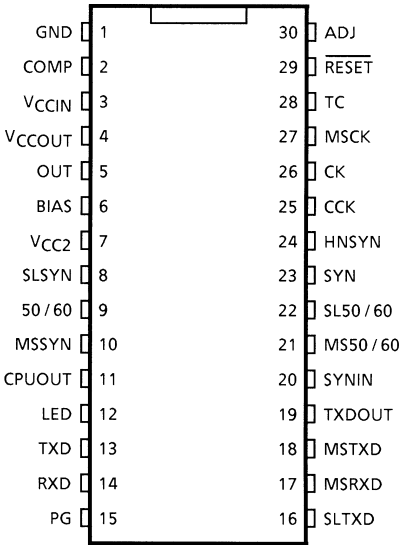 GND 1 30 ADJ
COMP 2 29 RESET
VCCIN 3 28 TC
VCCOUT 4 27 MSCK
OUT 5 26 CK
BIAS 6 25 CCK
VCC2 7 24 HNSYN
SLSYN 8 23 SYN
50/60 9 22 SL50/60
MSSYN 10 21 MS50/60
CPUOUT 11 20 SYNIN
LED 12 19 TXDOUT
TXD 13 18 MSTXD
RXD 14 17 MSRXD
PG 15 16 SLTXD